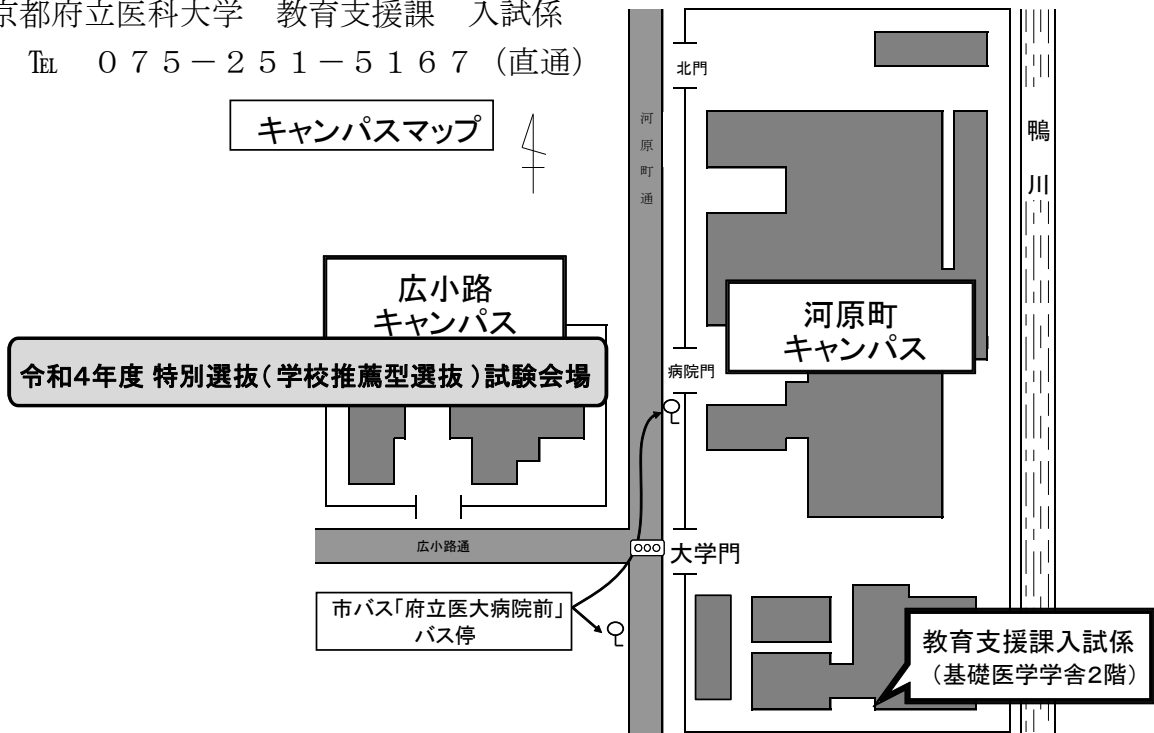 京都府立医科大学　教育支援課　入試係
℡　０７５－２５１－５１６７（直通）
キャンパスマップ
北門
河原町通
鴨川
広小路
キャンパス
河原町
キャンパス
令和4年度 特別選抜（学校推薦型選抜）試験会場
病院門
広小路通
大学門
市バス「府立医大病院前」
バス停
教育支援課入試係
（基礎医学学舎2階）